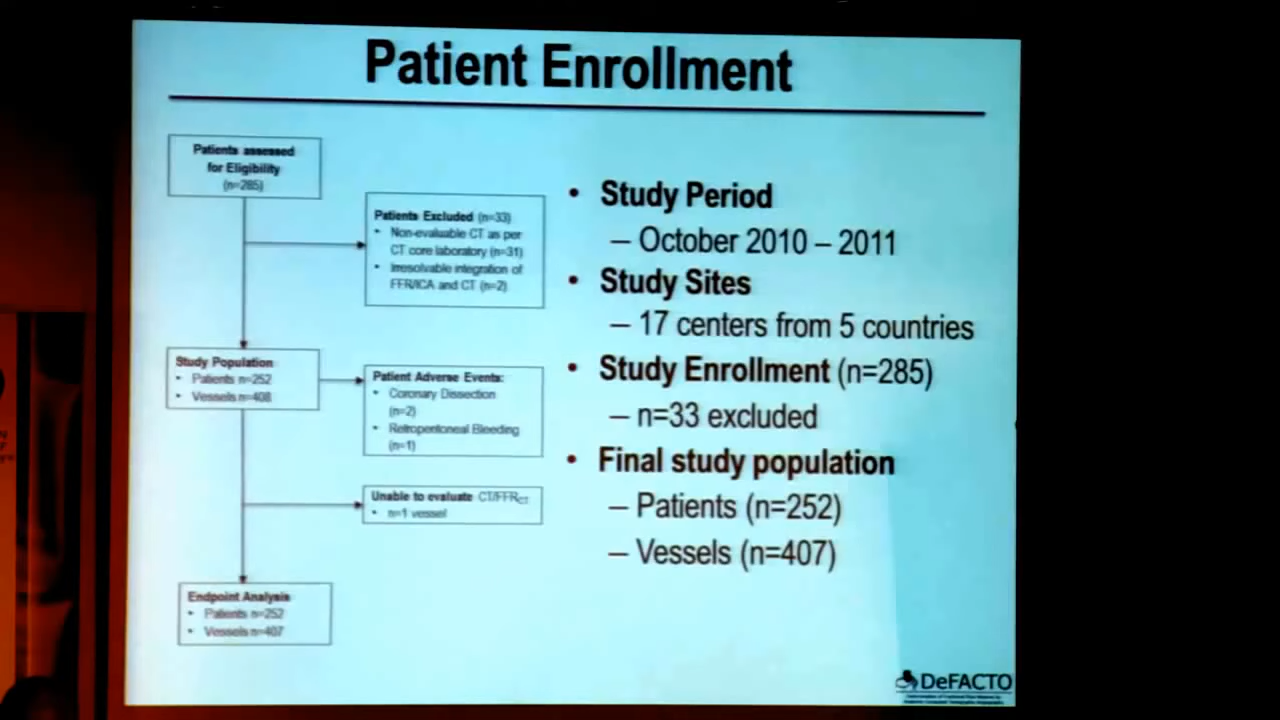 Patient Enrollment
Patients assessed
for Eligibility
(n=285)
Patients Excluded (n=33)
• Non-evaluable CT as per
CT core laboratory (n=31)
• Irresolvable integration of
FFR/ICA and CT (n=2)
Study Population
• Patients n=252
• Vessels n=408
Patient Adverse Events:
• Coronary Dissection
(n=2)
• Retroperitoneal Bleeding
(n=1)
Unable to evaluate CT/FFRCT
• n=1 vessel
Endpoint Analysis
• Patients n=252
• Vessels n=407
• Study Period
– October 2010 – 2011
• Study Sites
– 17 centers from 5 countries
• Study Enrollment (n=285)
– n=33 excluded
• Final study population
– Patients (n=252)
– Vessels (n=407)
DeFACTO